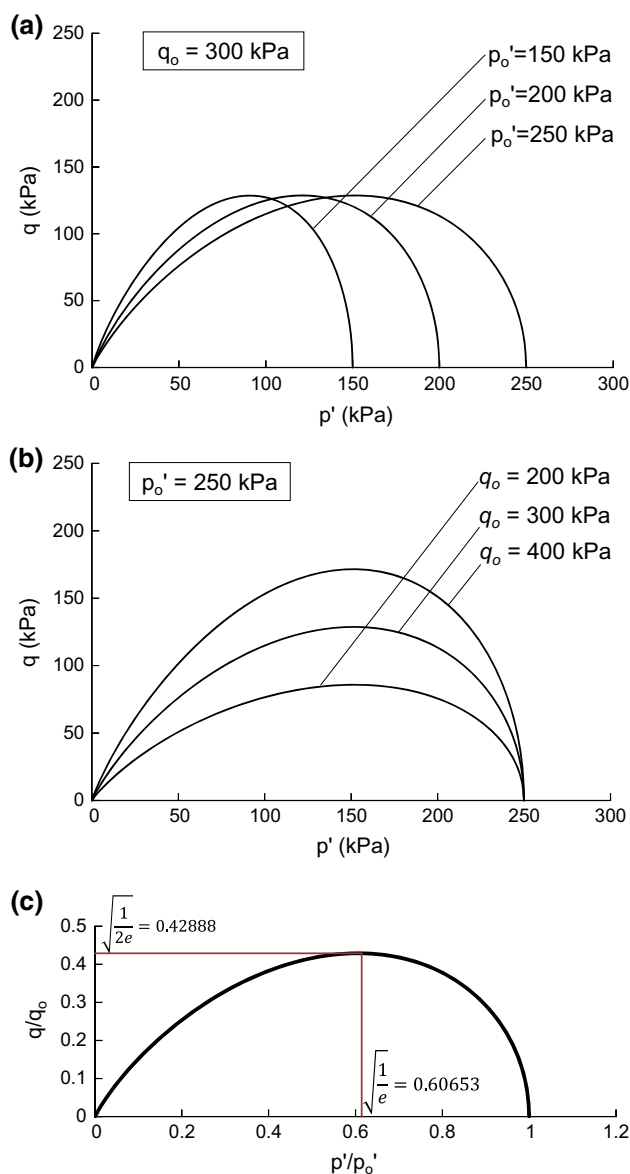 (a)
q_o = 300 kPa
p_o'=150 kPa
p_o'=200 kPa
p_o'=250 kPa
250
200
150
100
50
0
q (kPa)
0 50 100 150 200 250 300
p' (kPa)
(b)
p_o' = 250 kPa
q_o = 200 kPa
q_o = 300 kPa
q_o = 400 kPa
250
200
150
100
50
0
q (kPa)
0 50 100 150 200 250 300
p' (kPa)
(c)
√(1/2e) = 0.42888
√(1/e) = 0.60653
0.5
0.4
0.3
0.2
0.1
0
q/q_o
0 0.2 0.4 0.6 0.8 1 1.2
p'/p_o'